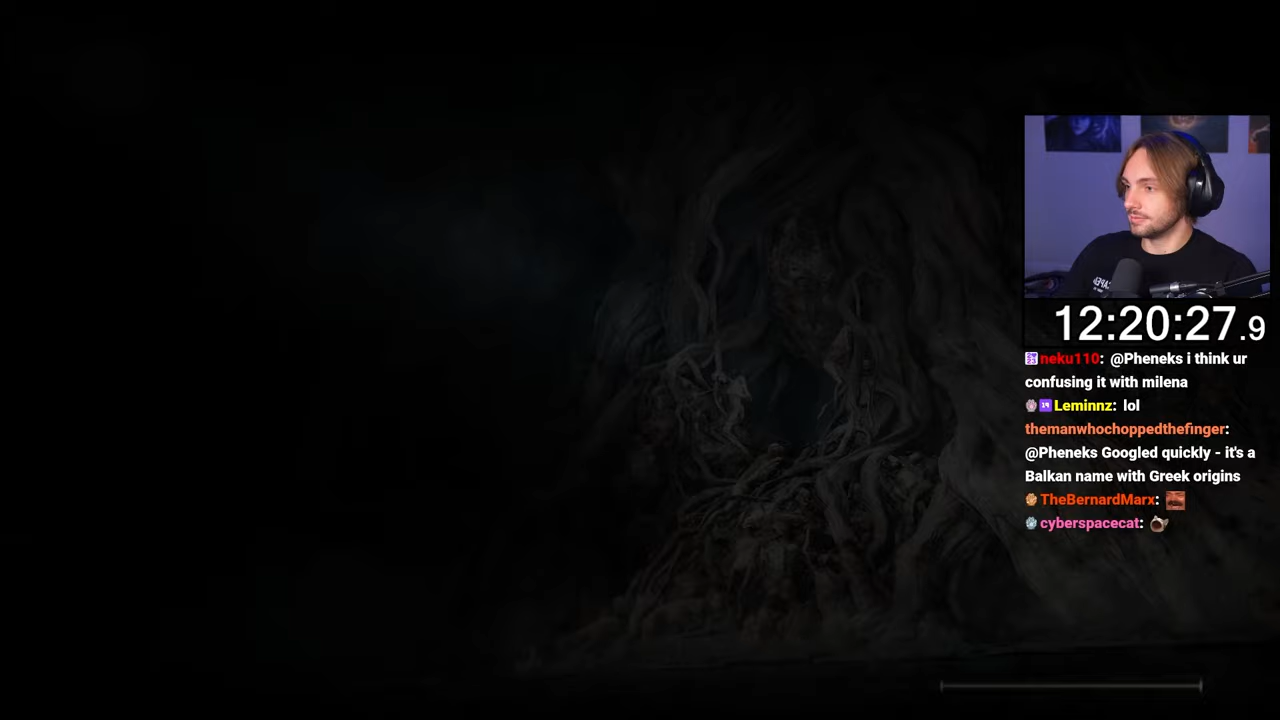 12:20:27.9
neku110: @Pheneks i think ur
confusing it with milena
Leminnz: lol
themanwhochoppedthefinger:
@Pheneks Googled quickly - it's a
Balkan name with Greek origins
TheBernardMarx:
cyberspacecat: